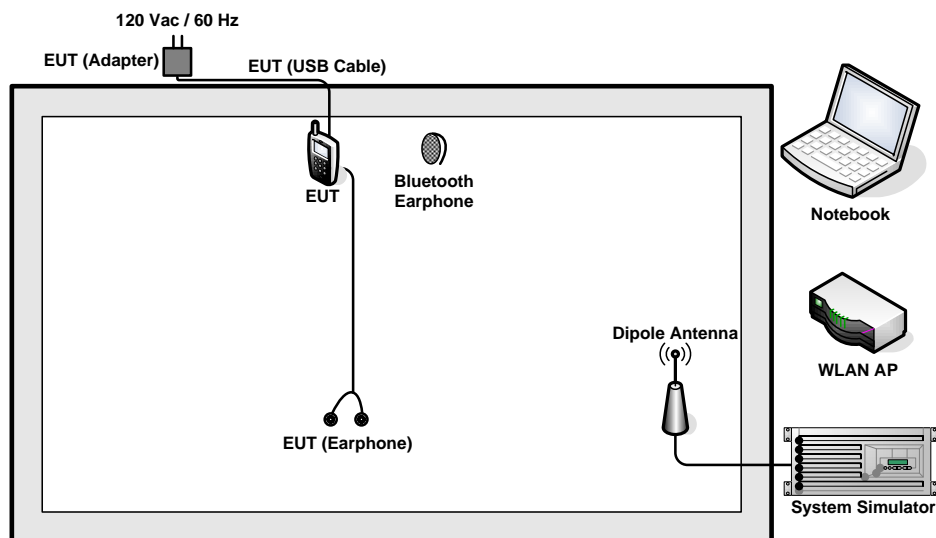 120 Vac / 60 Hz
EUT (Adapter)
EUT (USB Cable)
EUT
Bluetooth
Earphone
Notebook
Dipole Antenna
WLAN AP
EUT (Earphone)
System Simulator